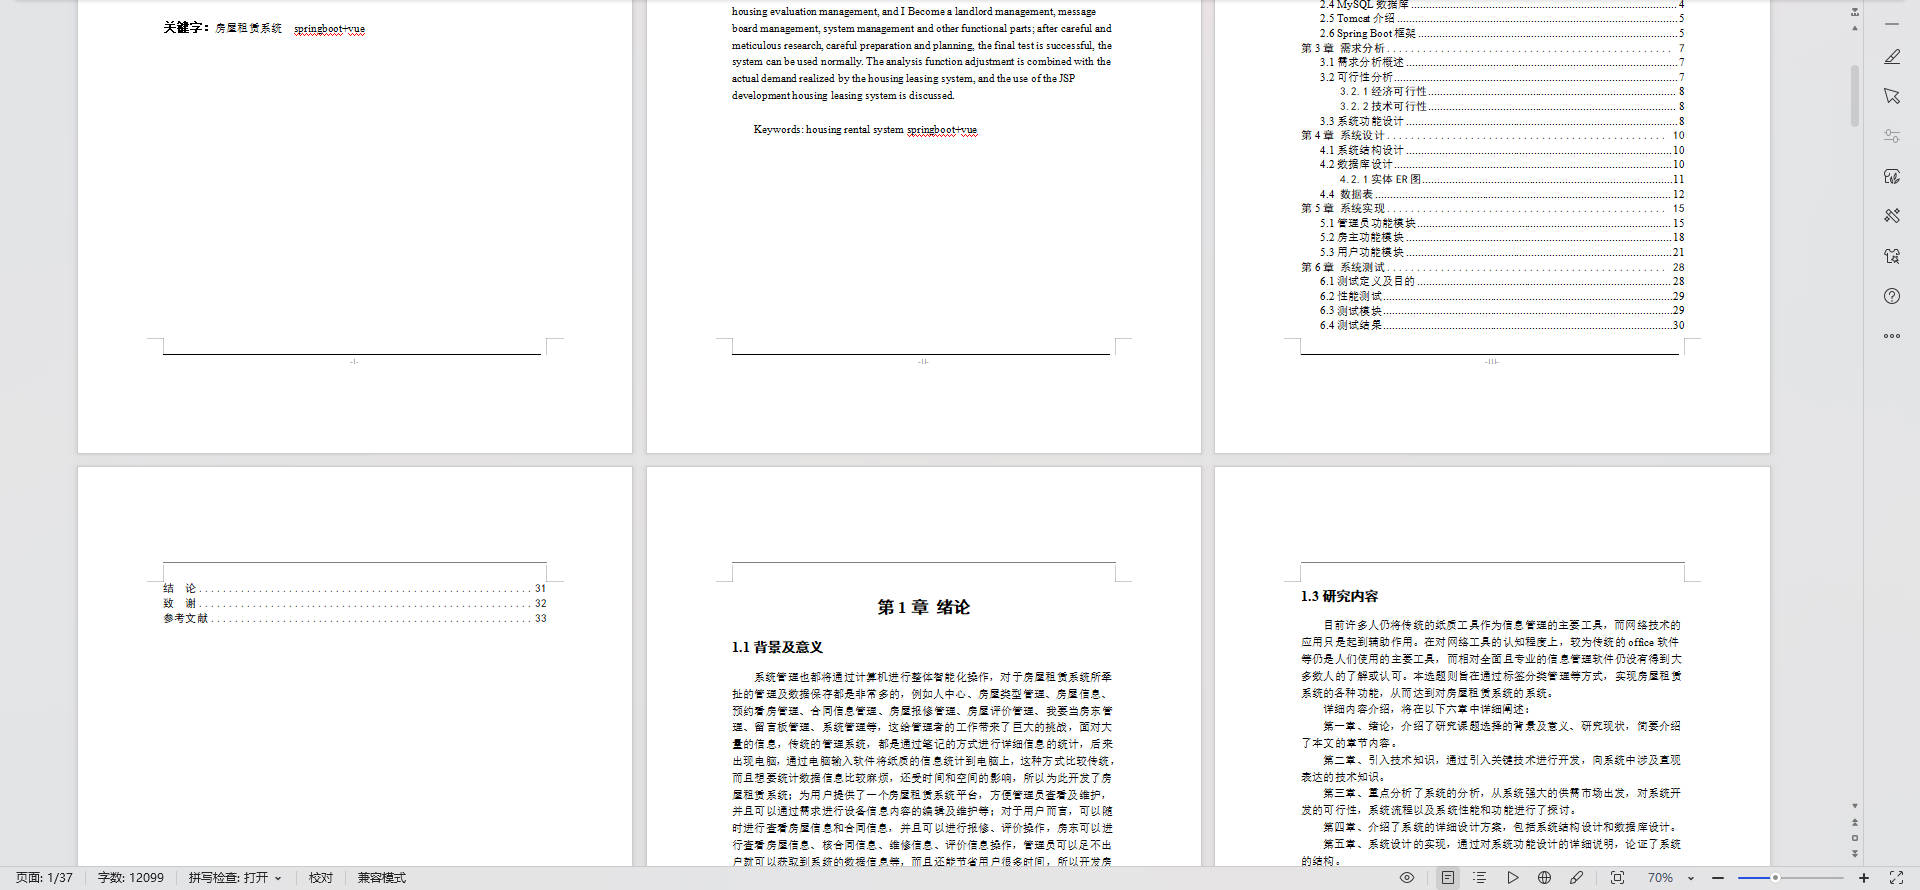 关键字：房屋租赁系统 springboot+vue
-I-
housing evaluation management, and I Become a landlord management, message
board management, system management and other functional parts; after careful and
meticulous research, careful preparation and planning, the final test is successful, the
system can be used normally. The analysis function adjustment is combined with the
actual demand realized by the housing leasing system, and the use of the JSP
development housing leasing system is discussed.
Keywords: housing rental system springboot+vue
-II-
2.4 MySQL 数据库 4
2.5 Tomcat 介绍 5
2.6 Spring Boot 框架 5
第 3 章 需求分析 7
3.1 需求分析概述 7
3.2 可行性分析 7
3.2.1 经济可行性 8
3.2.2 技术可行性 8
3.3 系统功能设计 8
第 4 章 系统设计 10
4.1 系统结构设计 10
4.2 数据库设计 10
4.2.1 实体 ER 图 11
4.4 数据表 12
第 5 章 系统实现 15
5.1 管理员功能模块 15
5.2 房主功能模块 18
5.3 用户功能模块 21
第 6 章 系统测试 28
6.1 测试定义及目的 28
6.2 性能测试 29
6.3 测试模块 29
6.4 测试结果 30
-III-
结 论 31
致 谢 32
参考文献 33
第 1 章 绪论
1.1 背景及意义
系统管理也都将通过计算机进行整体智能化操作，对于房屋租赁系统所牵
扯的管理及数据保存都是非常多的，例如人中心、房屋类型管理、房屋信息、
预约看房管理、合同信息管理、房屋报修管理、房屋评价管理、我要当房东管
理、留言板管理、系统管理等，这给管理者的工作带来了巨大的挑战，面对大
量的信息，传统的管理系统，都是通过笔记的方式进行详细信息的统计，后来
出现电脑，通过电脑输入软件将纸质的信息统计到电脑上，这种方式比较传统，
而且想要统计数据信息比较麻烦，还受时间和空间的影响，所以为此开发了房
屋租赁系统；为用户提供了一个房屋租赁系统平台，方便管理员查看及维护，
并且可以通过需求进行设备信息内容的编辑及维护等；对于用户而言，可以随
时进行查看房屋信息和合同信息，并且可以进行报修、评价操作，房东可以进
行查看房屋信息、核合同信息、维修信息、评价信息操作，管理员可以足不出
户就可以获取到系统的数据信息等，而且还能节省用户很多时间，所以开发房
1.3 研究内容
目前许多人仍将传统的纸质工具作为信息管理的主要工具，而网络技术的
应用只是起到辅助作用。在对网络工具的认知程度上，较为传统的 office 软件
等仍是人们使用的主要工具，而相对全面且专业的信息管理软件仍没有得到大
多数人的了解或认可。本选题则旨在通过标签分类管理等方式，实现房屋租赁
系统的各种功能，从而达到对房屋租赁系统的系统。
详细内容介绍，将在以下六章中详细阐述：
第一章、绪论，介绍了研究课题选择的背景及意义、研究现状，简要介绍
了本文的章节内容。
第二章、引入技术知识，通过引入关键技术进行开发，向系统中涉及直观
表达的技术知识。
第三章、重点分析了系统的分析，从系统强大的供需市场出发，对系统开
发的可行性，系统流程以及系统性能和功能进行了探讨。
第四章、介绍了系统的详细设计方案，包括系统结构设计和数据库设计。
第五章、系统设计的实现，通过对系统功能设计的详细说明，论证了系统
的结构。
页面: 1/37 字数: 12099 拼写检查: 打开 校对 兼容模式 70%